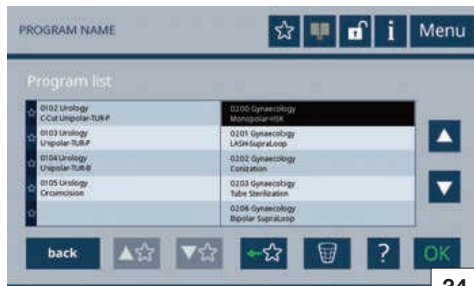 PROGRAM NAME
i
Menu
Program list
0102 Urology
C-Cut Unipolar-TUR-P
0103 Urology
Unipolar-TUR-P
0104 Urology
Unipolar-TUR-B
0105 Urology
Circumcision
0200 Gynaecology
Monopolar-HSK
0201 Gynaecology
LASH-SupraLoop
0202 Gynaecology
Conization
0203 Gynaecology
Tube Sterilization
0206 Gynaecology
Bipolar SupraLoop
back
?
OK